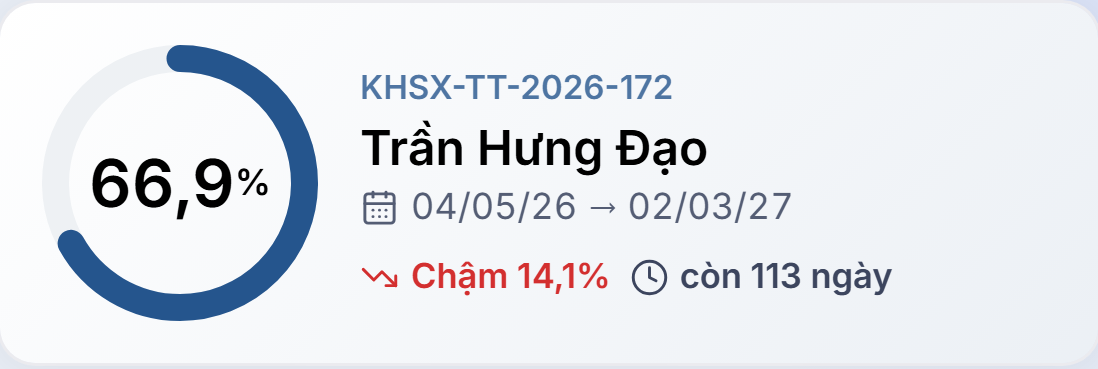 66,9%
KHSX-TT-2026-172
Trần Hưng Đạo
04/05/26 → 02/03/27
Chậm 14,1% còn 113 ngày